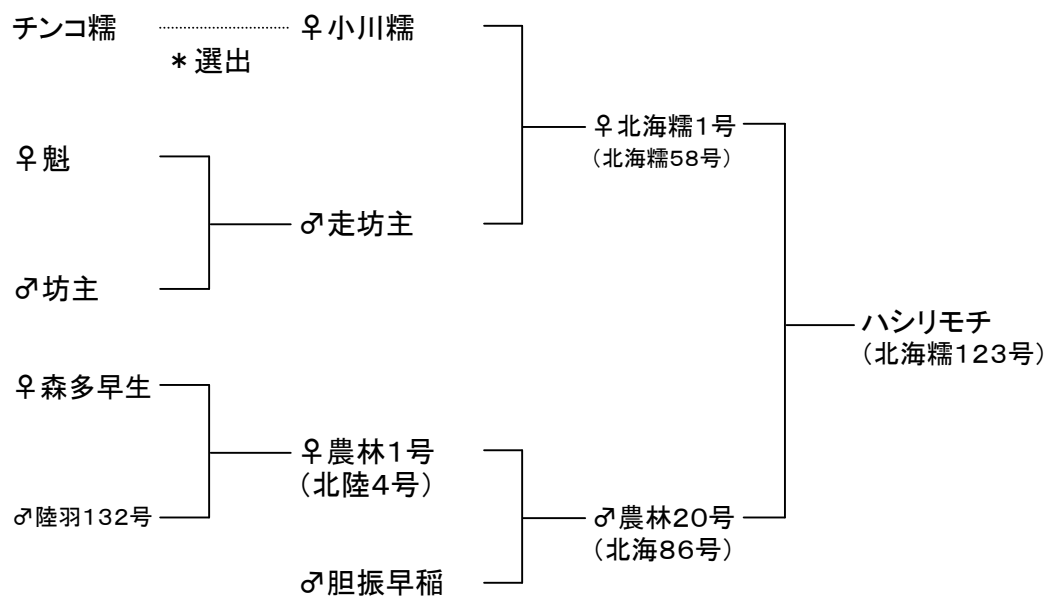 チンコ糯
♀小川糯
＊選出
♀北海糯1号
（北海糯58号）
♀魁
♂走坊主
♂坊主
ハシリモチ
（北海糯123号）
♀森多早生
♀農林1号
（北陸4号）
♂陸羽132号
♂農林20号
（北海86号）
♂胆振早稲